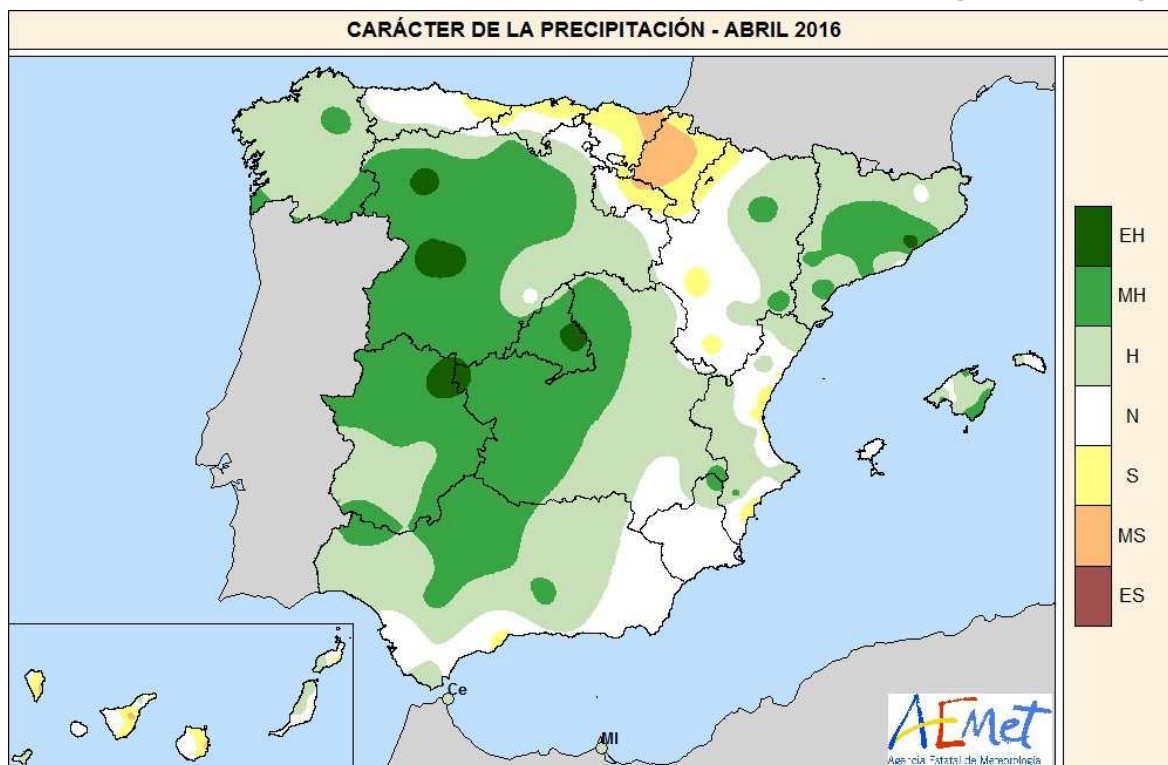 CARÁCTER DE LA PRECIPITACIÓN - ABRIL 2016
EH
MH
H
N
S
MS
ES
Ce
Ml
AEMet
Agencia Estatal de Meteorología